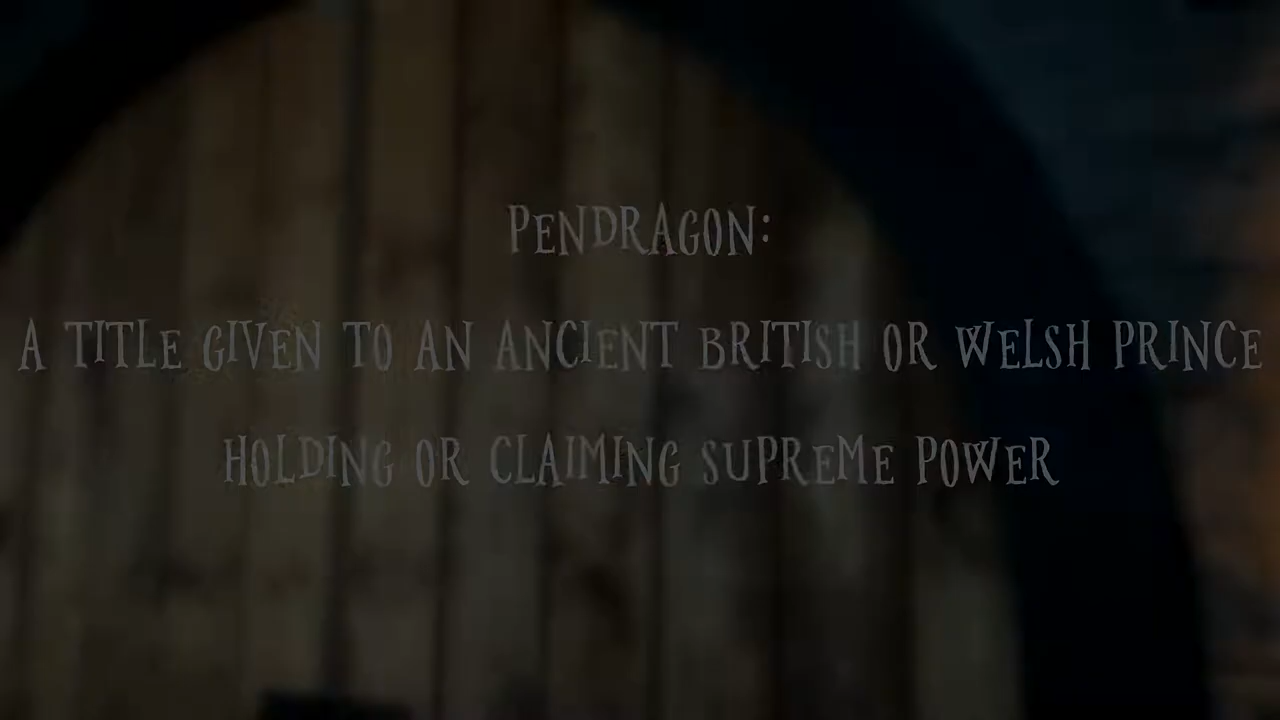 PENDRAGON:
A TITLE GIVEN TO AN ANCIENT BRITISH OR WELSH PRINCE
HOLDING OR CLAIMING SUPREME POWER